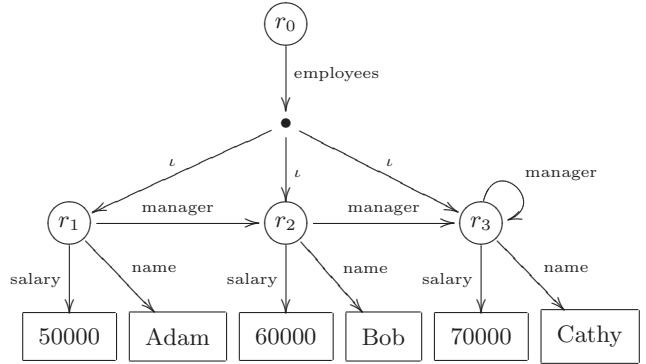 r₀
employees
ι ι ι
manager
r₁ manager r₂ manager r₃
salary name salary name salary name
50000 Adam 60000 Bob 70000 Cathy